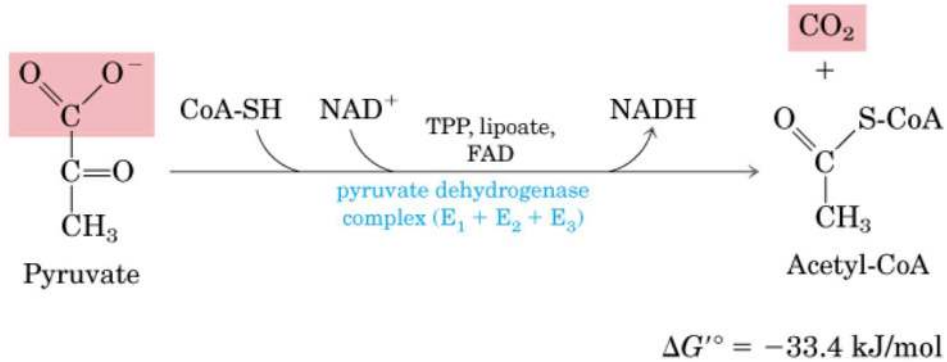 CO₂
+
O O⁻
C
C=O
CH₃
Pyruvate
CoA-SH NAD⁺
TPP, lipoate,
FAD
NADH
pyruvate dehydrogenase
complex (E₁ + E₂ + E₃)
O S-CoA
C
CH₃
Acetyl-CoA
ΔG′° = −33.4 kJ/mol